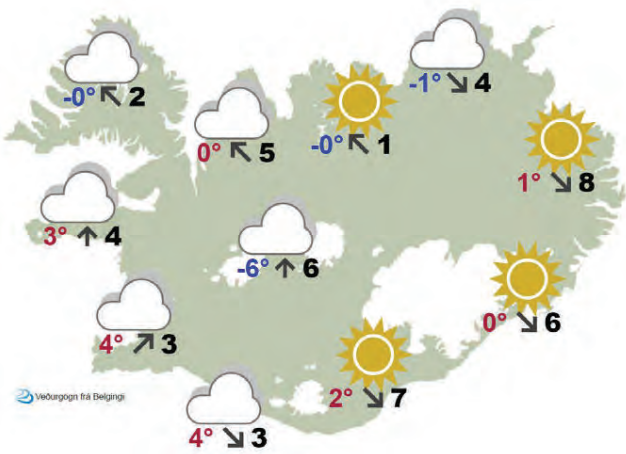 -0° ↖ 2
-1° ↘ 4
0° ↖ 5
-0° ↖ 1
1° ↘ 8
3° ↑ 4
-6° ↑ 6
0° ↘ 6
4° ↗ 3
2° ↘ 7
Veðurgögn frá Belgingi
4° ↘ 3